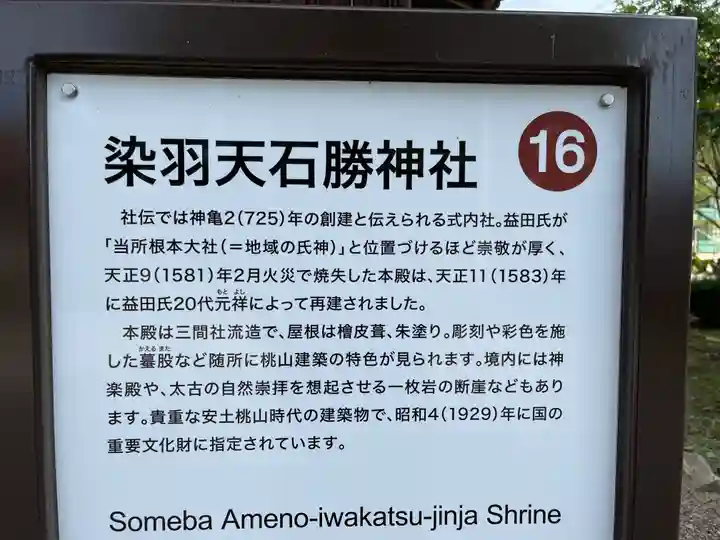 染羽天石勝神社
16
社伝では神亀2(725)年の創建と伝えられる式内社。益田氏が
「当所根本大社(=地域の氏神)」と位置づけるほど崇敬が厚く、
天正9(1581)年2月火災で焼失した本殿は、天正11(1583)年
もと よし
に益田氏20代元祥によって再建されました。
本殿は三間社流造で、屋根は檜皮葺、朱塗り。彫刻や彩色を施
かえる また
した蟇股など随所に桃山建築の特色が見られます。境内には神
楽殿や、太古の自然崇拝を想起させる一枚岩の断崖などもあり
ます。貴重な安土桃山時代の建築物で、昭和4(1929)年に国の
重要文化財に指定されています。
Someba Ameno-iwakatsu-jinja Shrine